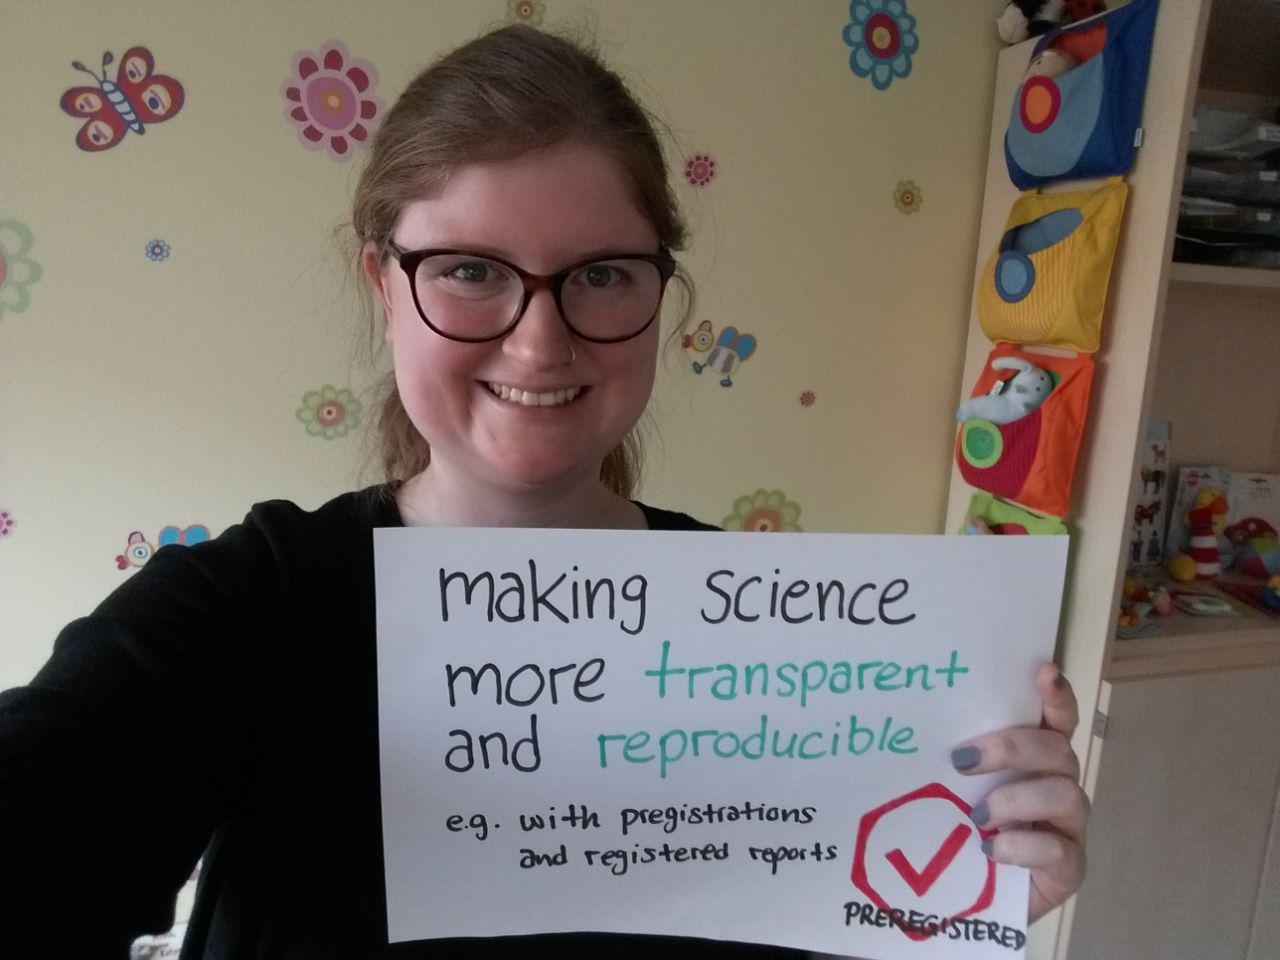 making science
more transparent
and reproducible
e.g. with pregistrations
and registered reports
PREREGISTERED